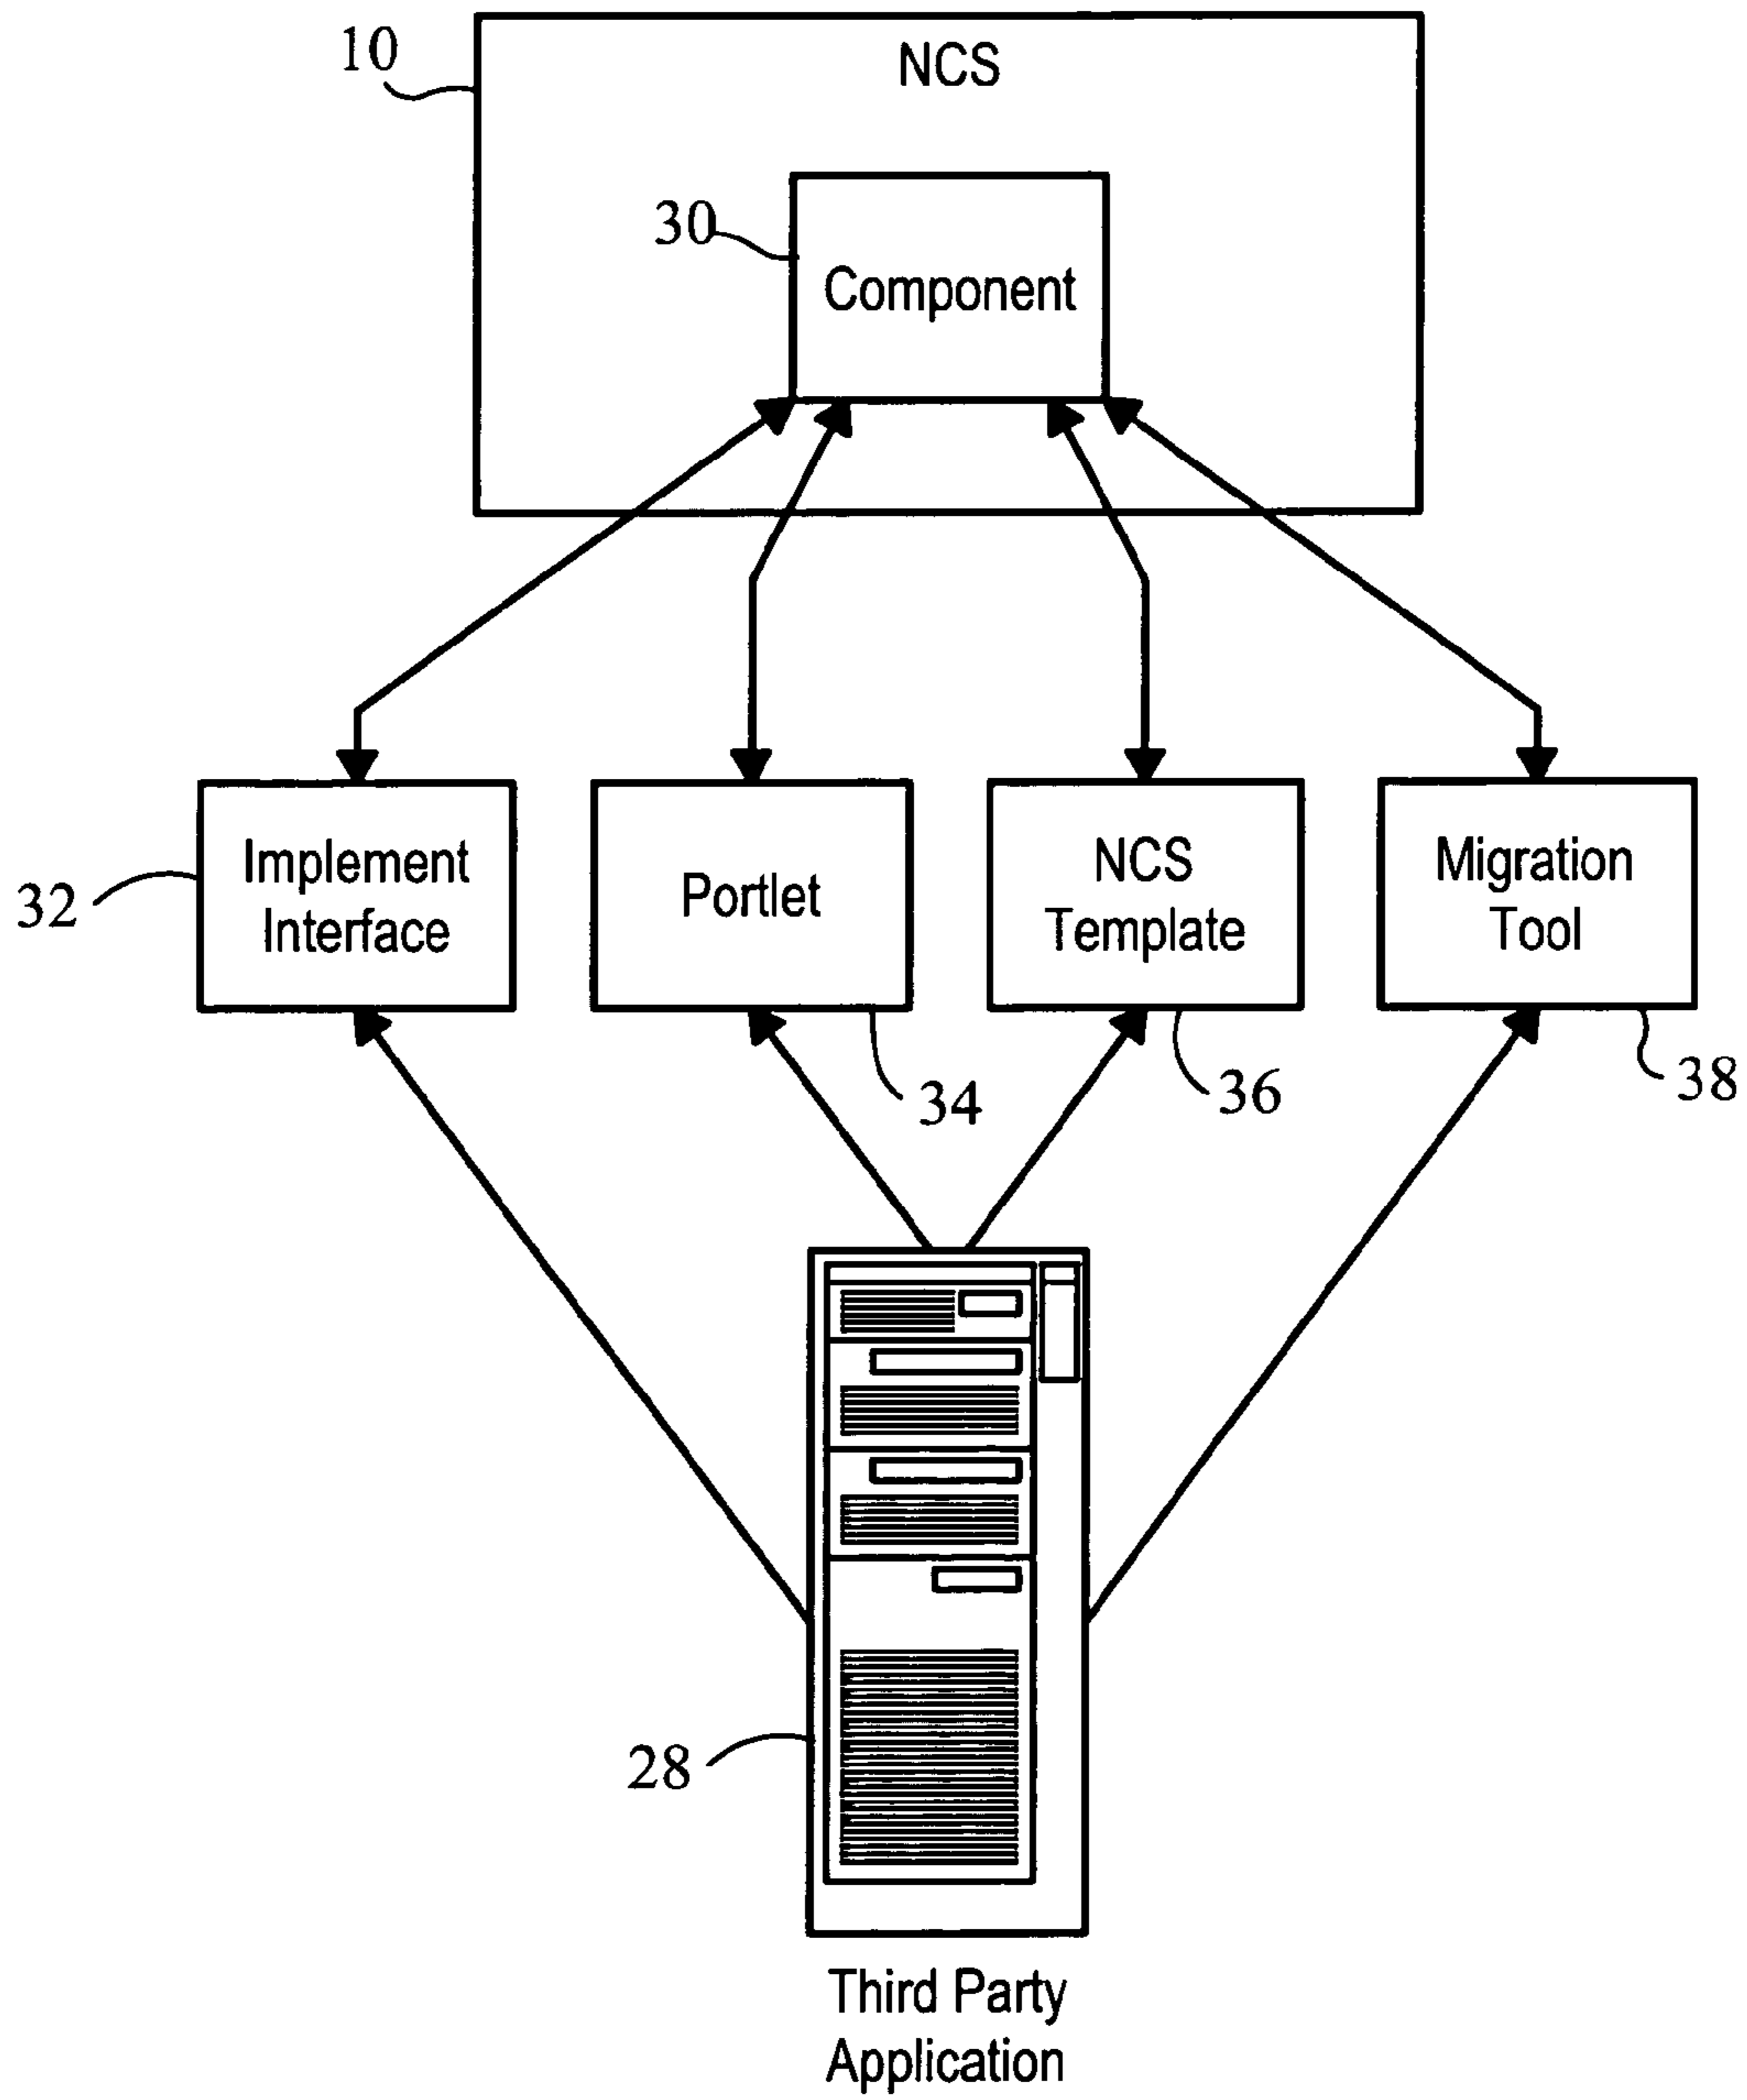 10
NCS
30
Component
32
Implement
Interface
Portlet
NCS
Template
Migration
Tool
34
36
38
28
Third Party
Application